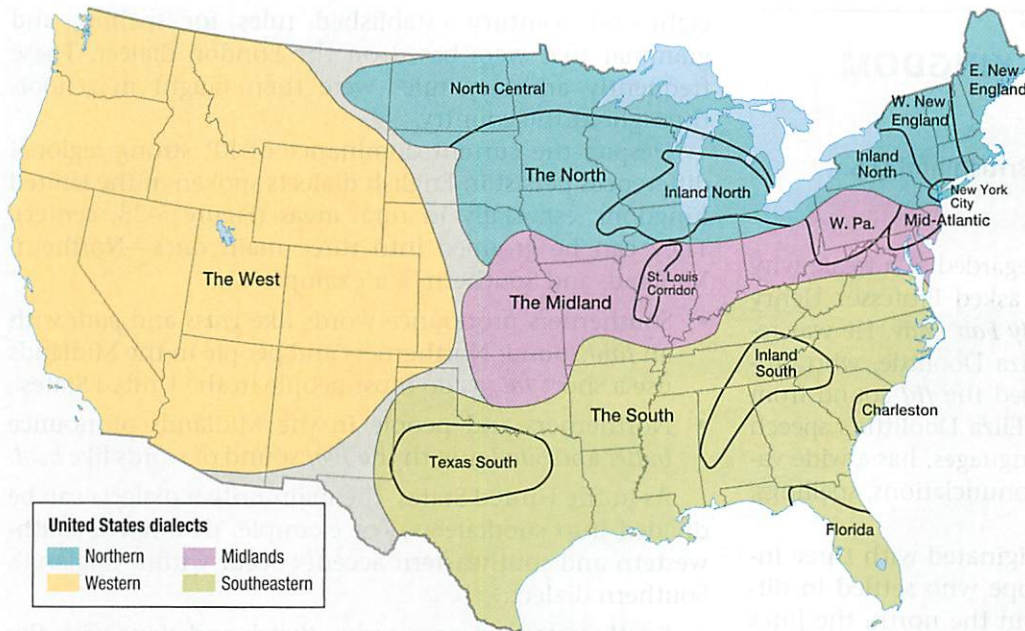 North Central
E. New
England
W. New
England
The North
Inland North
Inland
North
New York
City
Mid-Atlantic
W. Pa.
The West
The Midland
St. Louis
Corridor
Inland
South
The South
Charleston
Texas South
Florida
United States dialects
Northern
Midlands
Western
Southeastern